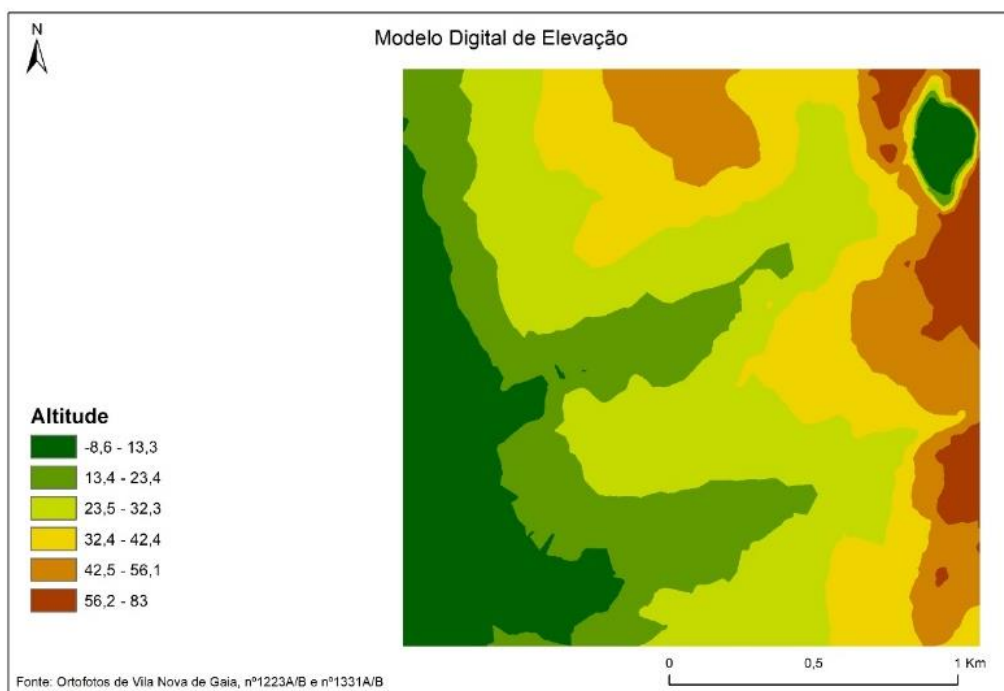 N
Modelo Digital de Elevação
Altitude
-8,6 - 13,3
13,4 - 23,4
23,5 - 32,3
32,4 - 42,4
42,5 - 56,1
56,2 - 83
0 0,5 1 Km
Fonte: Ortofotos de Vila Nova de Gaia, nº1223A/B e nº1331A/B